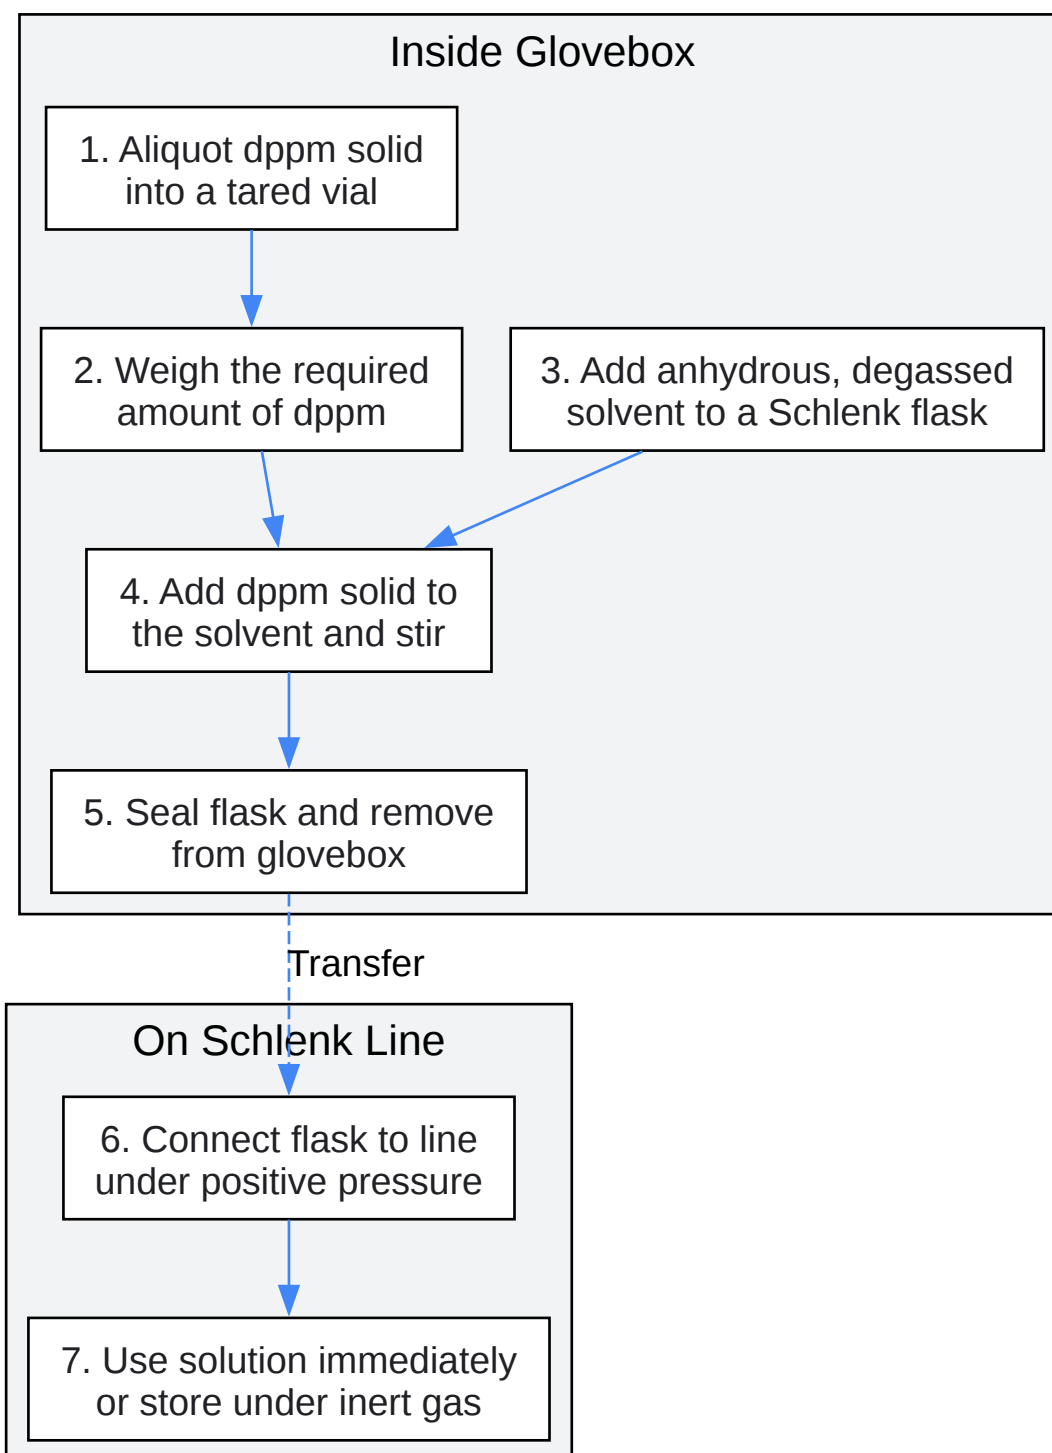 Inside Glovebox
1. Aliquot dppm solid
into a tared vial
2. Weigh the required
amount of dppm
3. Add anhydrous, degassed
solvent to a Schlenk flask
4. Add dppm solid to
the solvent and stir
5. Seal flask and remove
from glovebox
Transfer
On Schlenk Line
6. Connect flask to line
under positive pressure
7. Use solution immediately
or store under inert gas